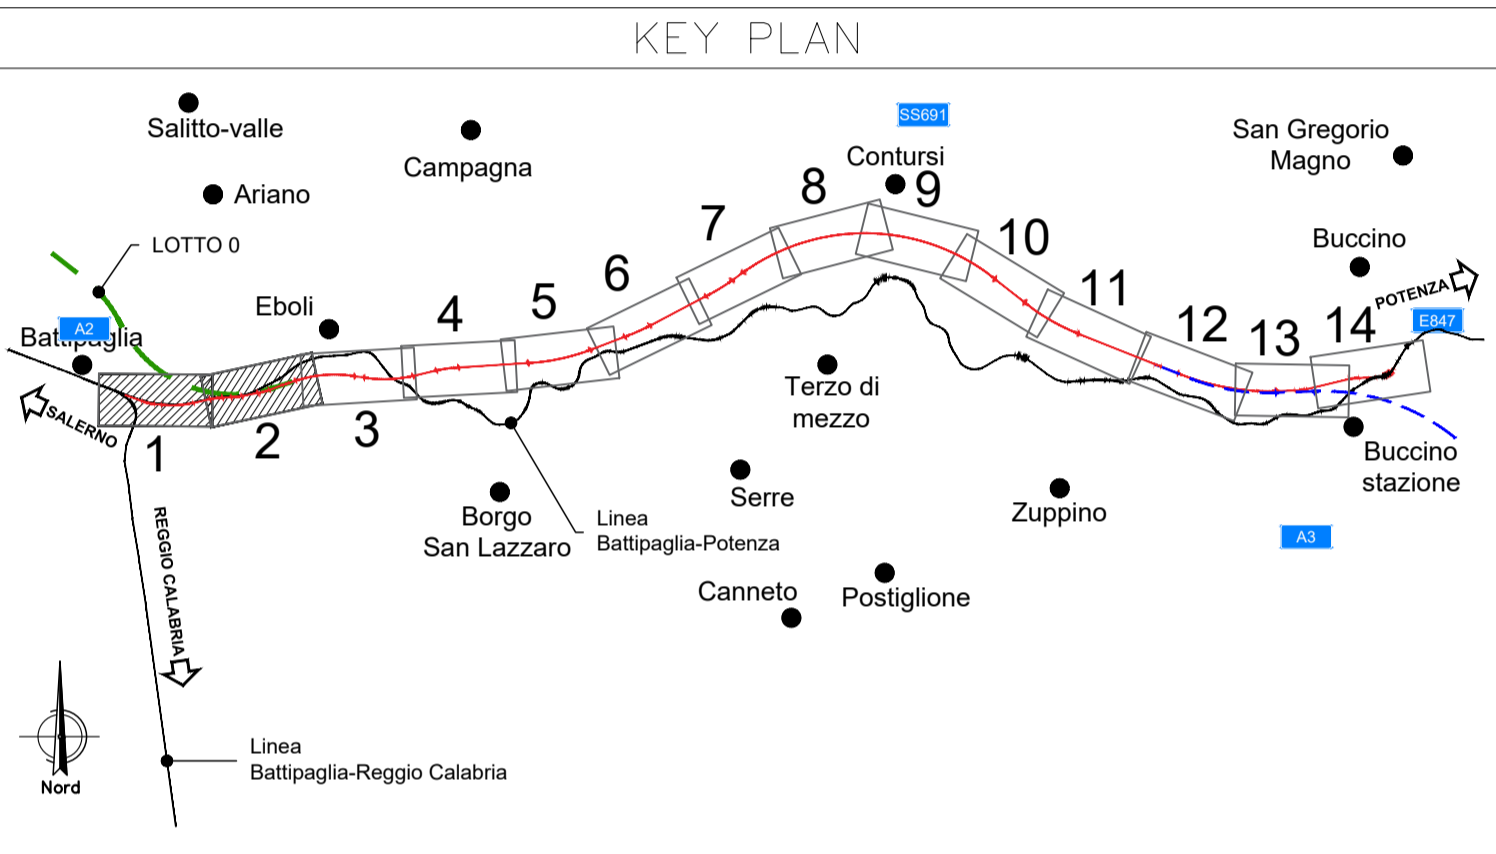 KEY PLAN
Salitto-valle
Campagna
SS691
Contursi
San Gregorio
Magno
Ariano
LOTTO 0
Eboli
Battipaglia
A2
Buccino
POTENZA
E847
1
2
3
4
5
6
7
8
9
10
11
12
13
14
SALERNO
Terzo di
mezzo
Buccino
stazione
Serre
Zuppino
Borgo
San Lazzaro
Linea
Battipaglia-Potenza
A3
REGGIO CALABRIA
Canneto
Postiglione
Linea
Battipaglia-Reggio Calabria
Nord